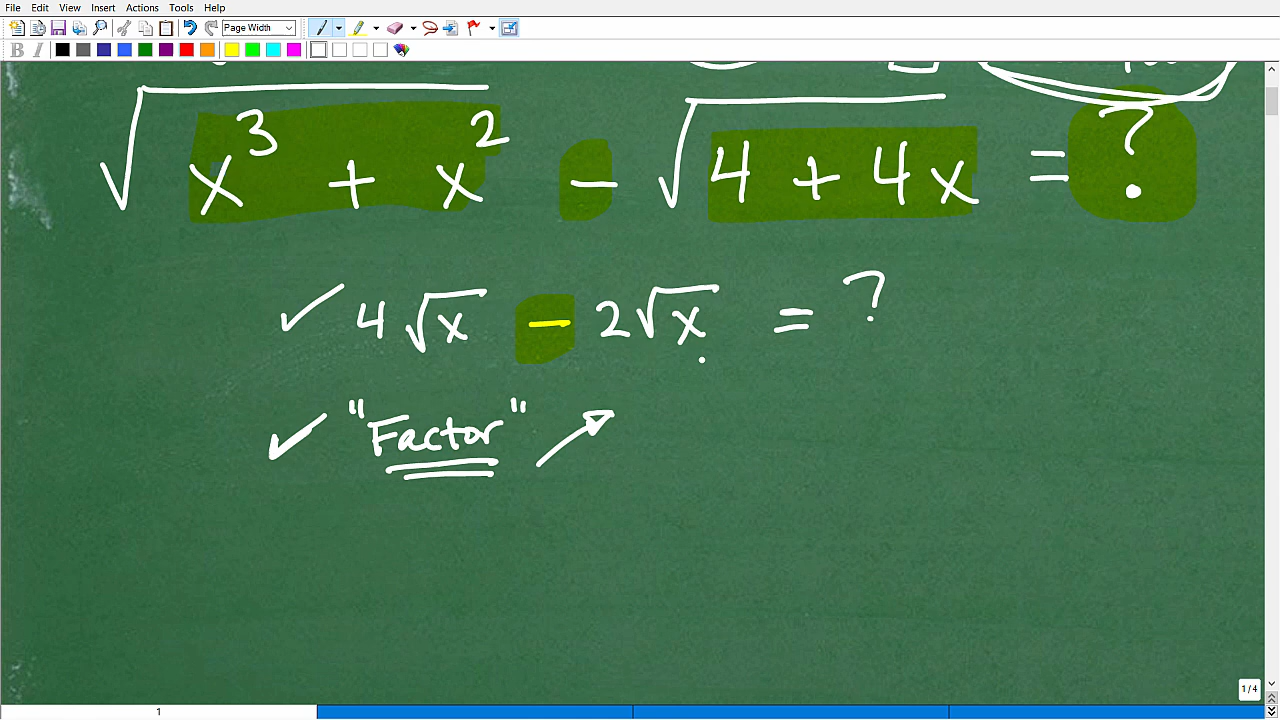 File Edit View Insert Actions Tools Help
Page Width
B I
√(x³ + x²) - √(4 + 4x) = ?
✓ 4√x - 2√x = ?
✓ "Factor"
1/4
1